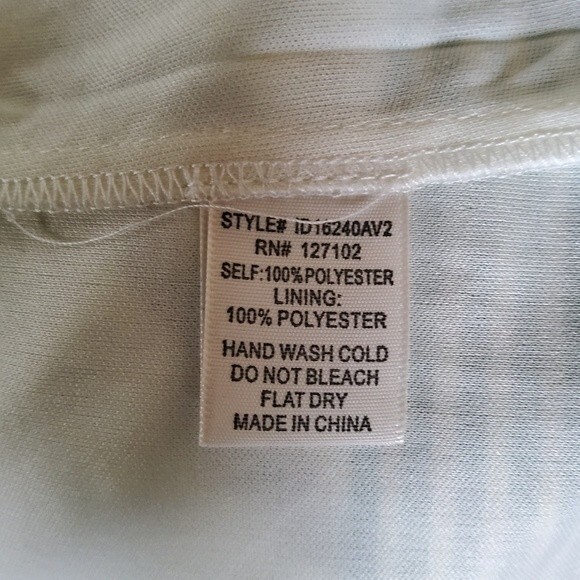 STYLE# ID16240AV2
RN# 127102
SELF:100%POLYESTER
LINING:
100% POLYESTER
HAND WASH COLD
DO NOT BLEACH
FLAT DRY
MADE IN CHINA